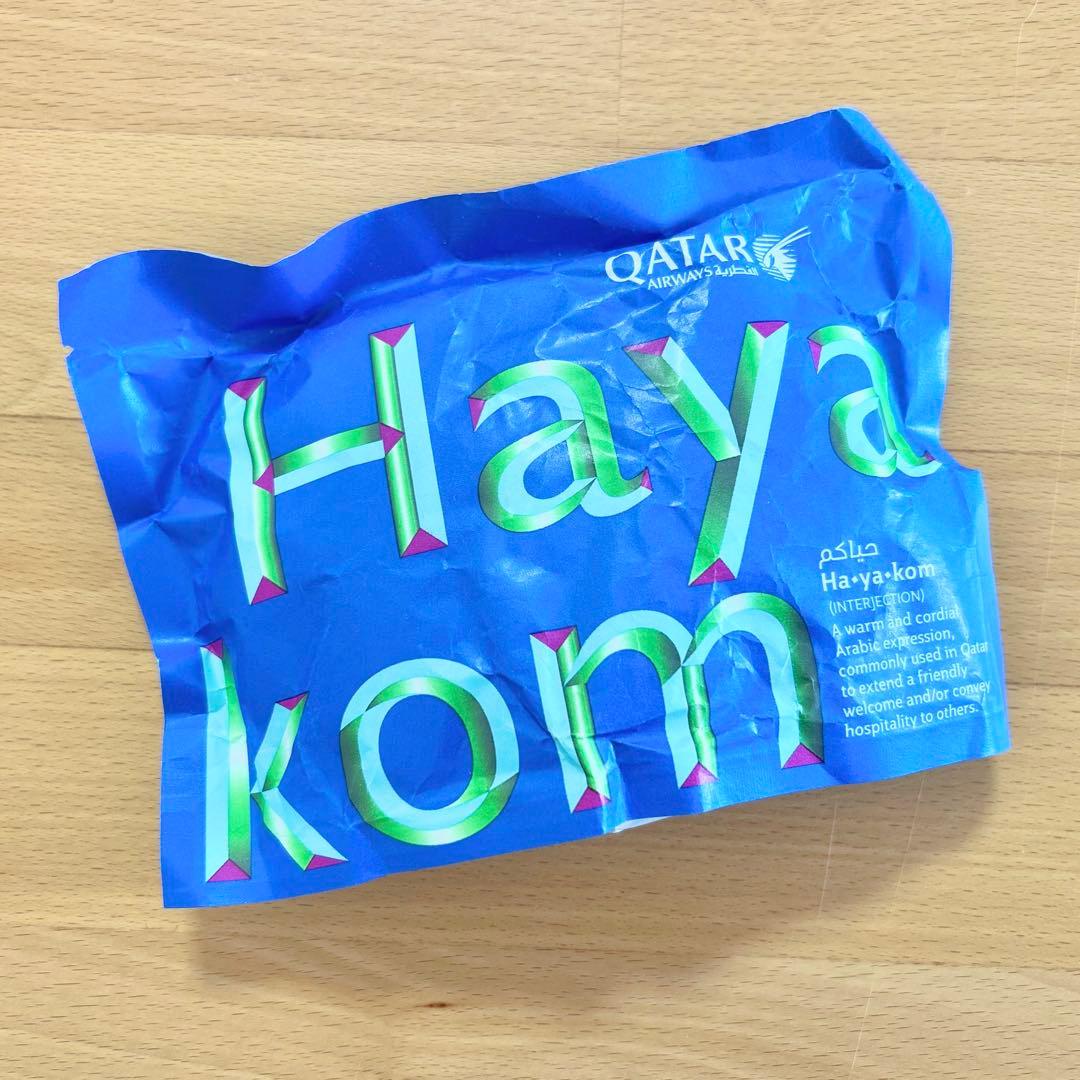 QATAR
AIRWAYS القطرية
Haya
kom
حياكم
Ha•ya•kom
(INTERJECTION)
A warm and cordial
Arabic expression,
commonly used in Qatar
to extend a friendly
welcome and/or convey
hospitality to others.